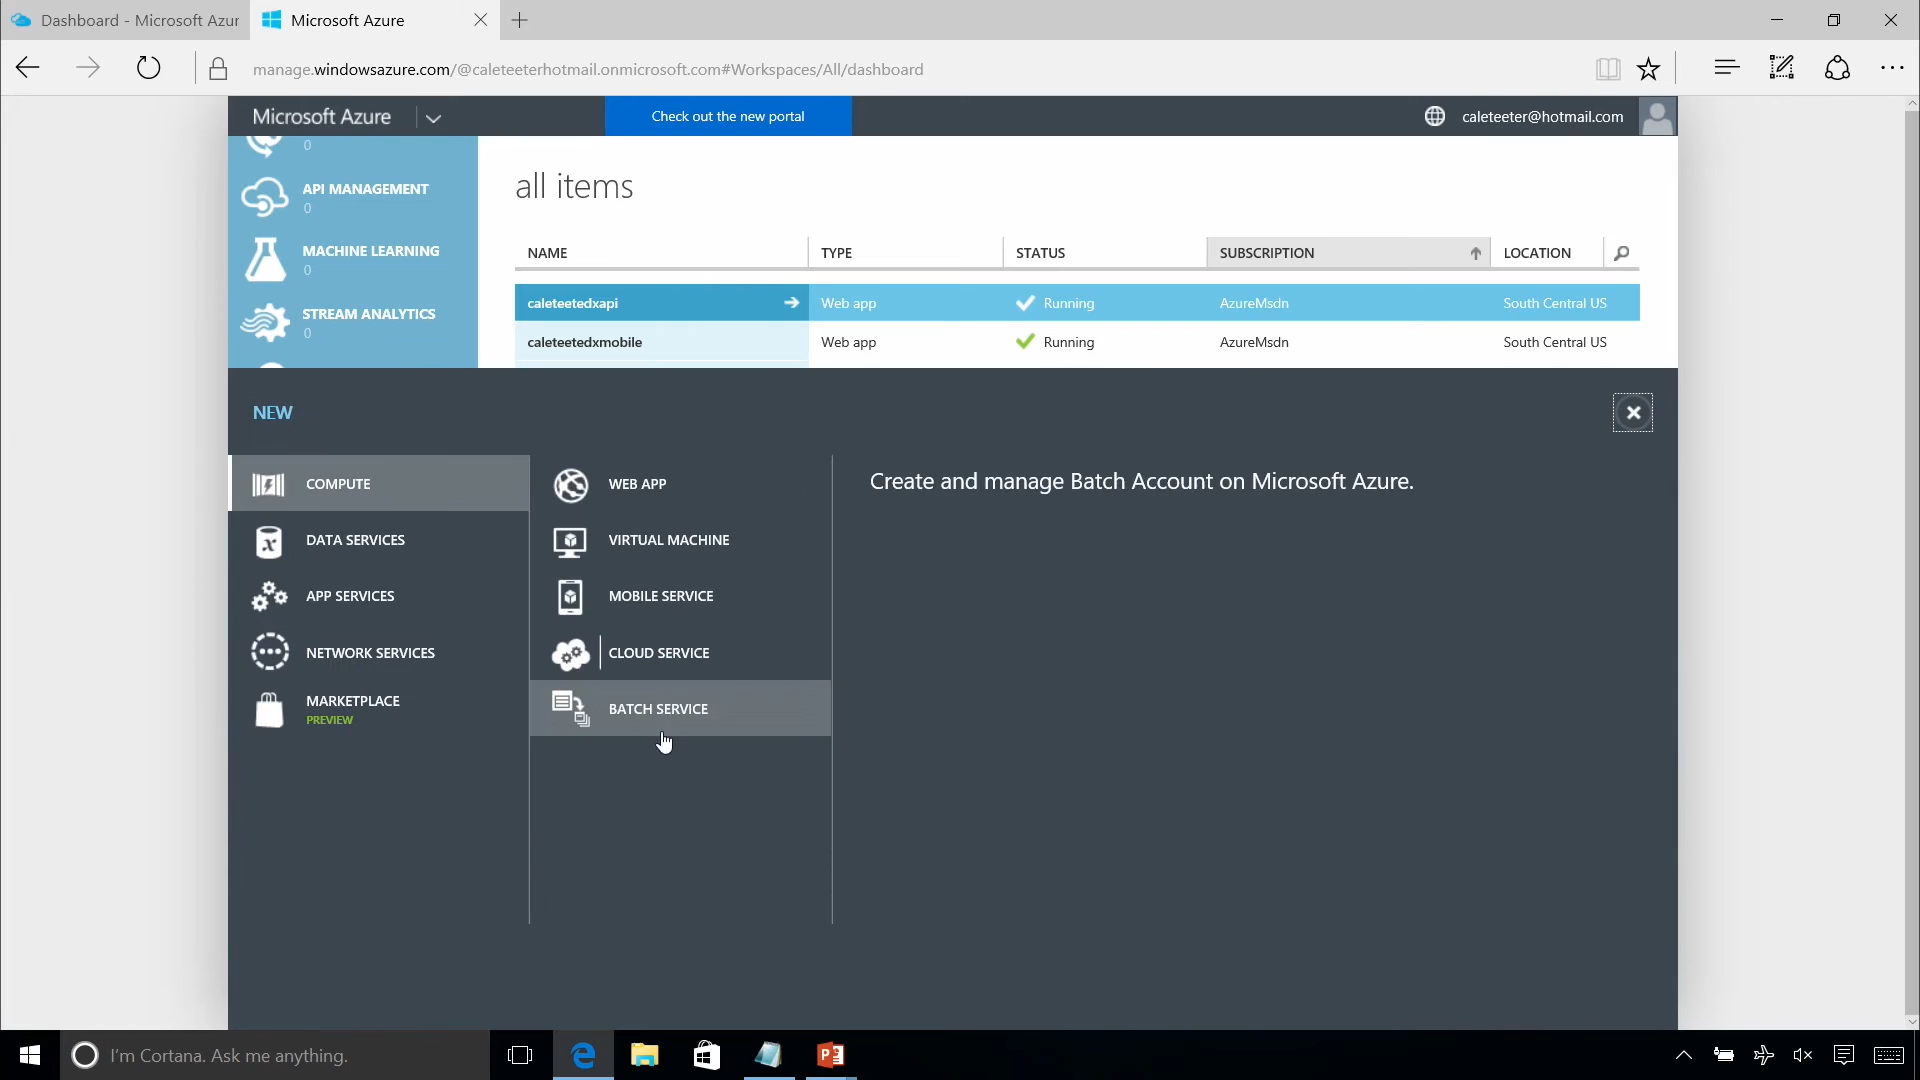 Dashboard - Microsoft Azur
Microsoft Azure
manage.windowsazure.com/@caleteeterhotmail.onmicrosoft.com#Workspaces/All/dashboard
Microsoft Azure
Check out the new portal
caleteeter@hotmail.com
0
API MANAGEMENT
0
MACHINE LEARNING
0
STREAM ANALYTICS
0
all items
NAME TYPE STATUS SUBSCRIPTION LOCATION
caleteetedxapi Web app Running AzureMsdn South Central US
caleteetedxmobile Web app Running AzureMsdn South Central US
NEW
COMPUTE
DATA SERVICES
APP SERVICES
NETWORK SERVICES
MARKETPLACE
PREVIEW
WEB APP
VIRTUAL MACHINE
MOBILE SERVICE
CLOUD SERVICE
BATCH SERVICE
Create and manage Batch Account on Microsoft Azure.
I'm Cortana. Ask me anything.